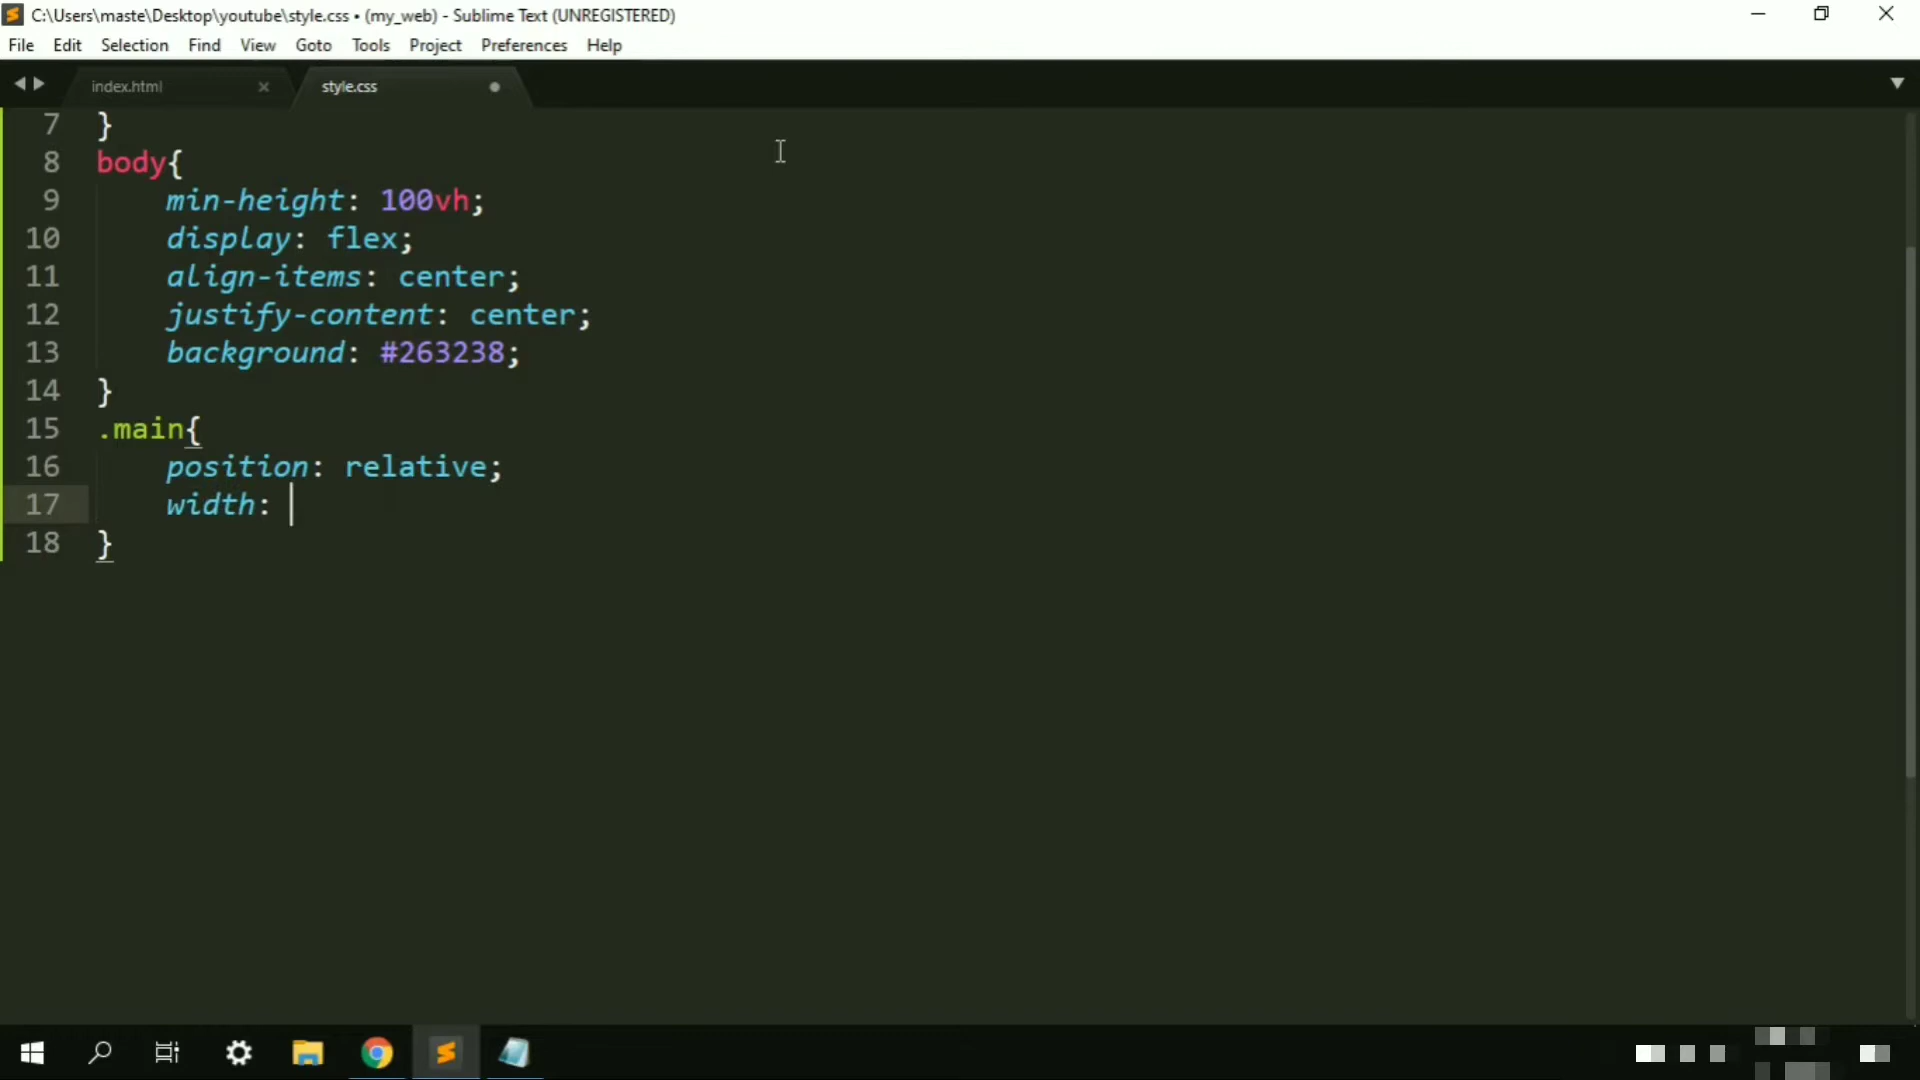 C:\Users\maste\Desktop\youtube\style.css • (my_web) - Sublime Text (UNREGISTERED)
File Edit Selection Find View Goto Tools Project Preferences Help
index.html style.css
7 }
8 body{
9 min-height: 100vh;
10 display: flex;
11 align-items: center;
12 justify-content: center;
13 background: #263238;
14 }
15 .main{
16 position: relative;
17 width:
18 }